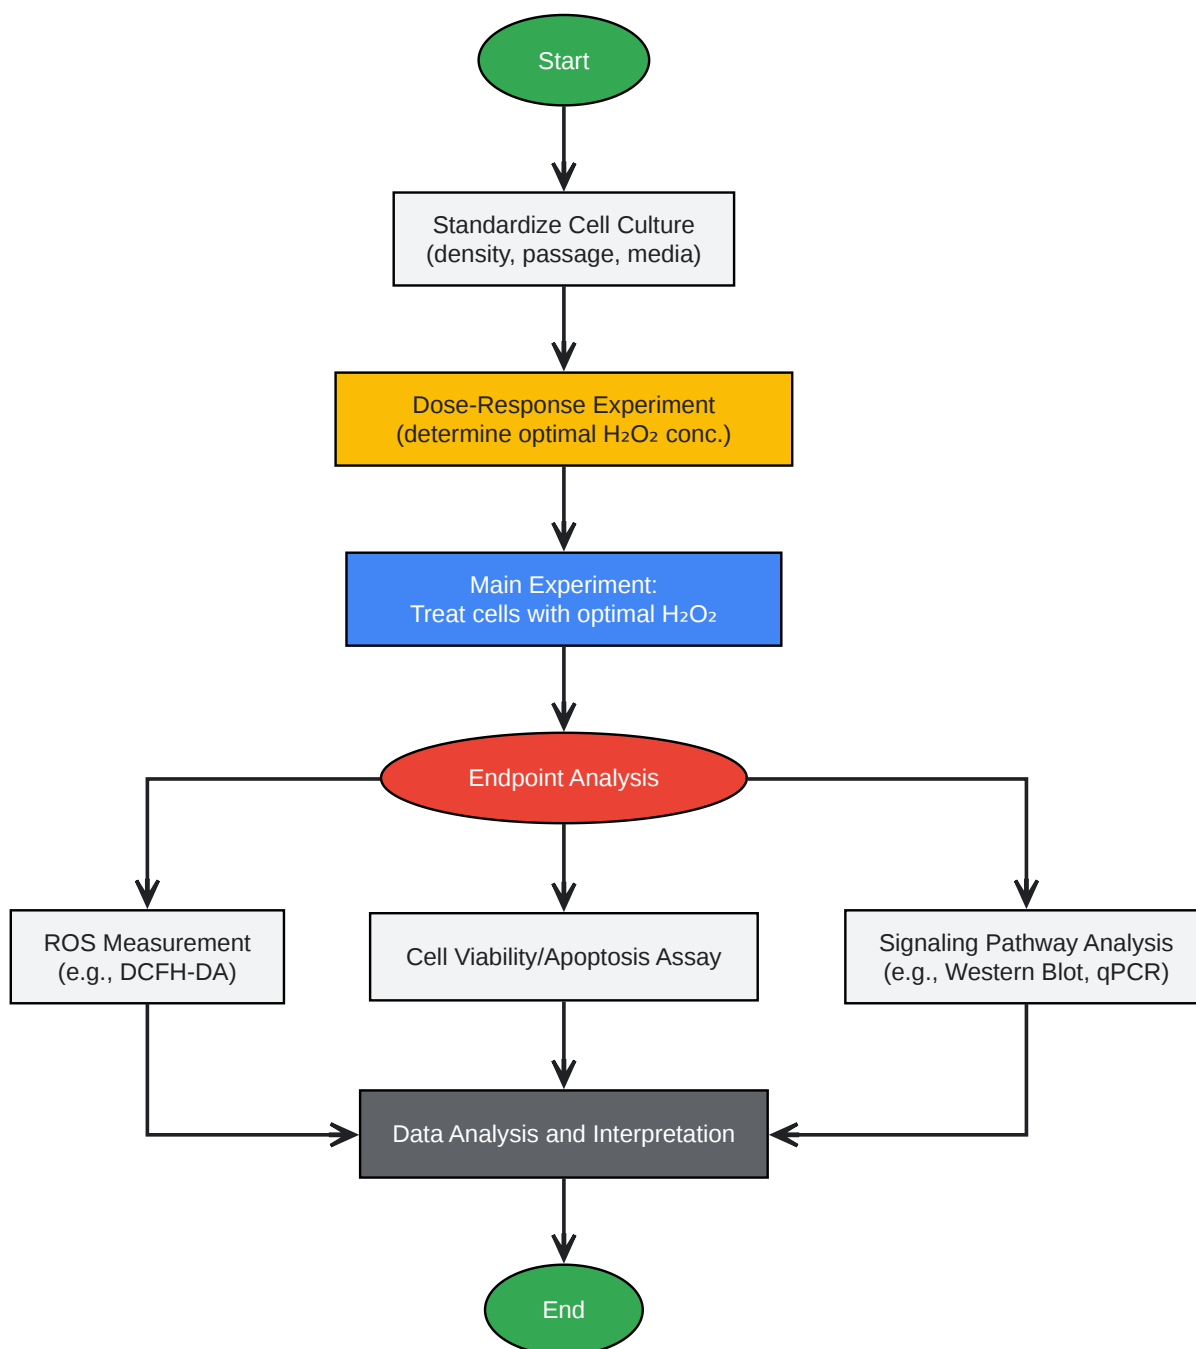 Start
Standardize Cell Culture
(density, passage, media)
Dose-Response Experiment
(determine optimal H₂O₂ conc.)
Main Experiment:
Treat cells with optimal H₂O₂
Endpoint Analysis
ROS Measurement
(e.g., DCFH-DA)
Cell Viability/Apoptosis Assay
Signaling Pathway Analysis
(e.g., Western Blot, qPCR)
Data Analysis and Interpretation
End